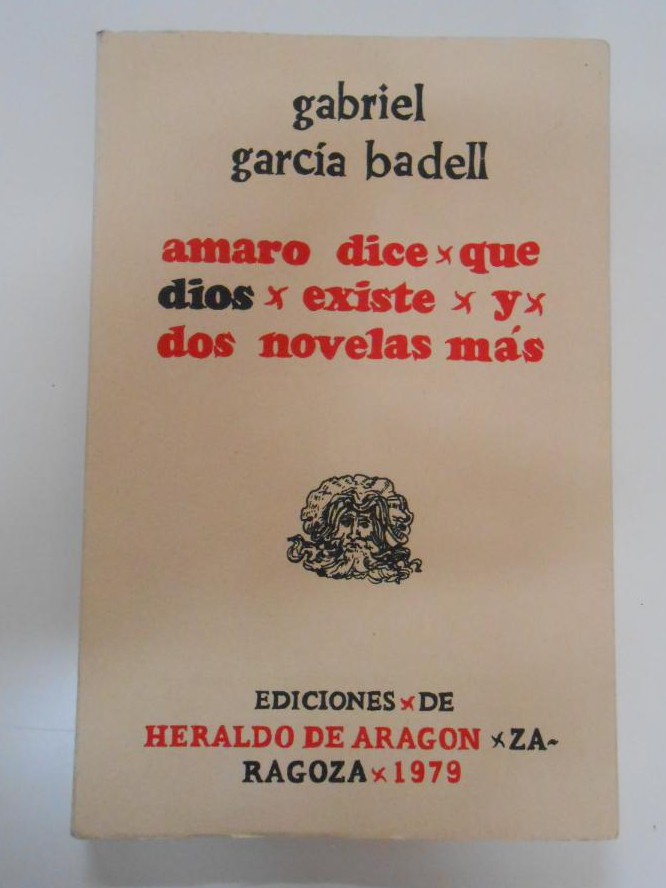 gabriel
garcía badell
amaro dice × que
dios × existe × y ×
dos novelas más
EDICIONES × DE
HERALDO DE ARAGON × ZA~
RAGOZA × 1979